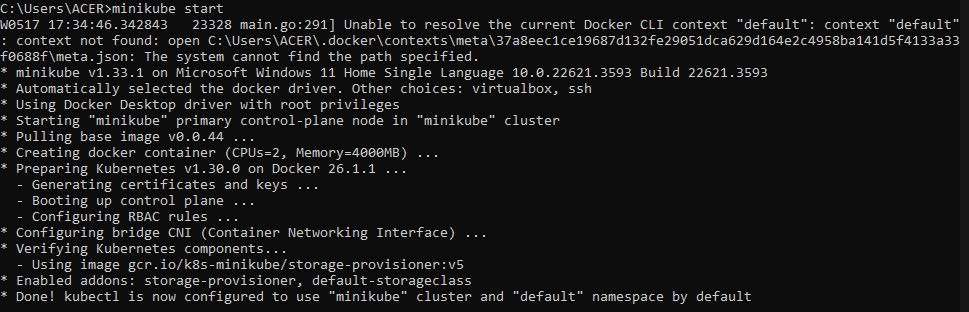 C:\Users\ACER>minikube start
W0517 17:34:46.342843   23328 main.go:291] Unable to resolve the current Docker CLI context "default": context "default"
: context not found: open C:\Users\ACER\.docker\contexts\meta\37a8eec1ce19687d132fe29051dca629d164e2c4958ba141d5f4133a33
f0688f\meta.json: The system cannot find the path specified.
* minikube v1.33.1 on Microsoft Windows 11 Home Single Language 10.0.22621.3593 Build 22621.3593
* Automatically selected the docker driver. Other choices: virtualbox, ssh
* Using Docker Desktop driver with root privileges
* Starting "minikube" primary control-plane node in "minikube" cluster
* Pulling base image v0.0.44 ...
* Creating docker container (CPUs=2, Memory=4000MB) ...
* Preparing Kubernetes v1.30.0 on Docker 26.1.1 ...
  - Generating certificates and keys ...
  - Booting up control plane ...
  - Configuring RBAC rules ...
* Configuring bridge CNI (Container Networking Interface) ...
* Verifying Kubernetes components...
  - Using image gcr.io/k8s-minikube/storage-provisioner:v5
* Enabled addons: storage-provisioner, default-storageclass
* Done! kubectl is now configured to use "minikube" cluster and "default" namespace by default